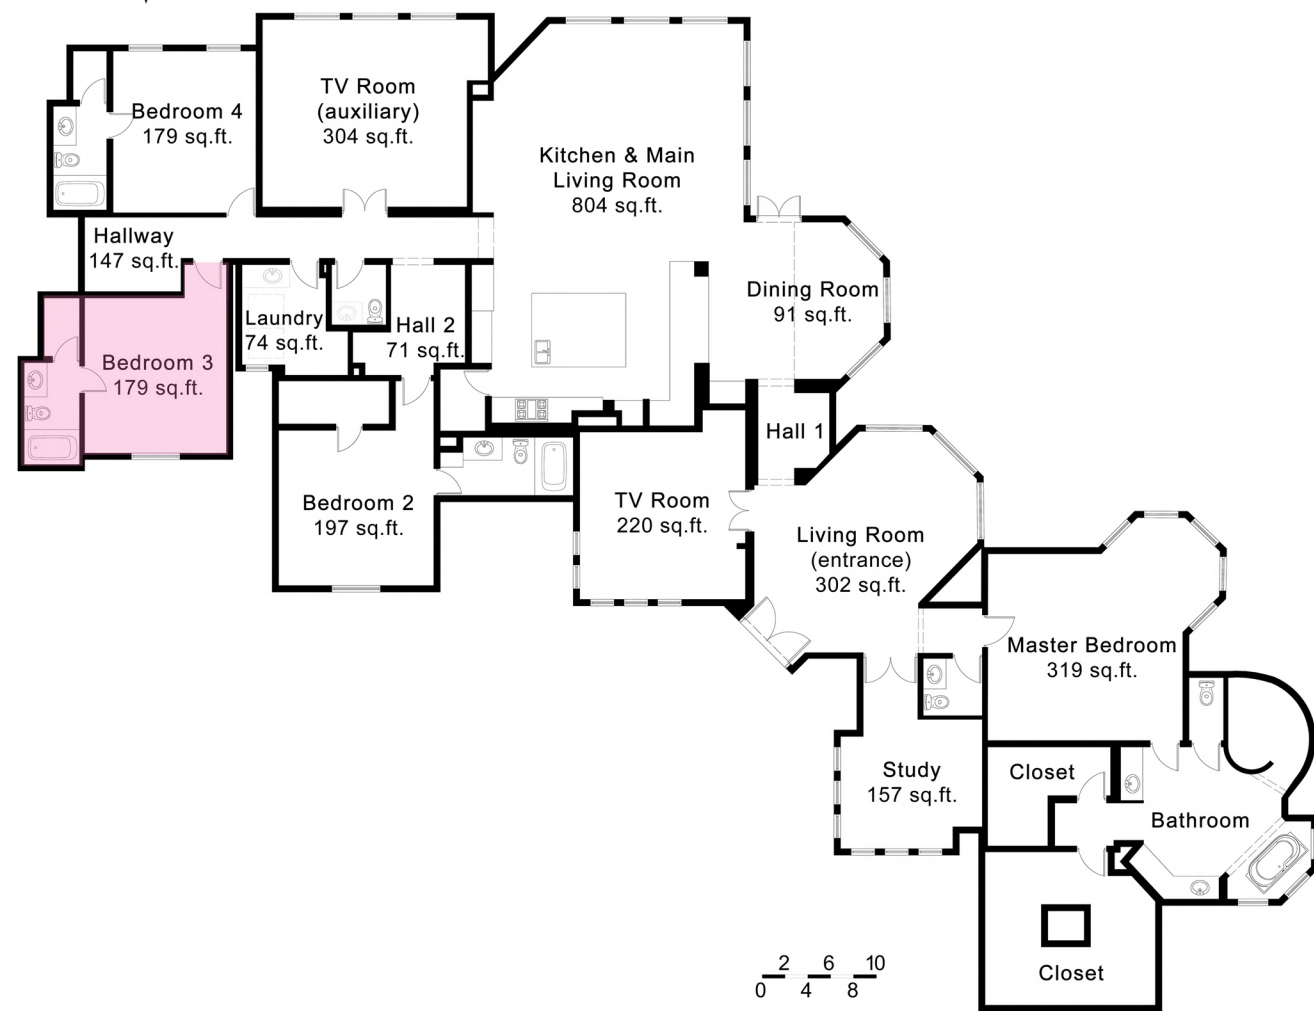 TV Room
(auxiliary)
304 sq.ft.
Bedroom 4
179 sq.ft.
Kitchen & Main
Living Room
804 sq.ft.
Hallway
147 sq.ft.
Dining Room
91 sq.ft.
Laundry
74 sq.ft.
Hall 2
71 sq.ft.
Bedroom 3
179 sq.ft.
Hall 1
Bedroom 2
197 sq.ft.
TV Room
220 sq.ft.
Living Room
(entrance)
302 sq.ft.
Master Bedroom
319 sq.ft.
Study
157 sq.ft.
Closet
Bathroom
Closet
2 6 10
0 4 8